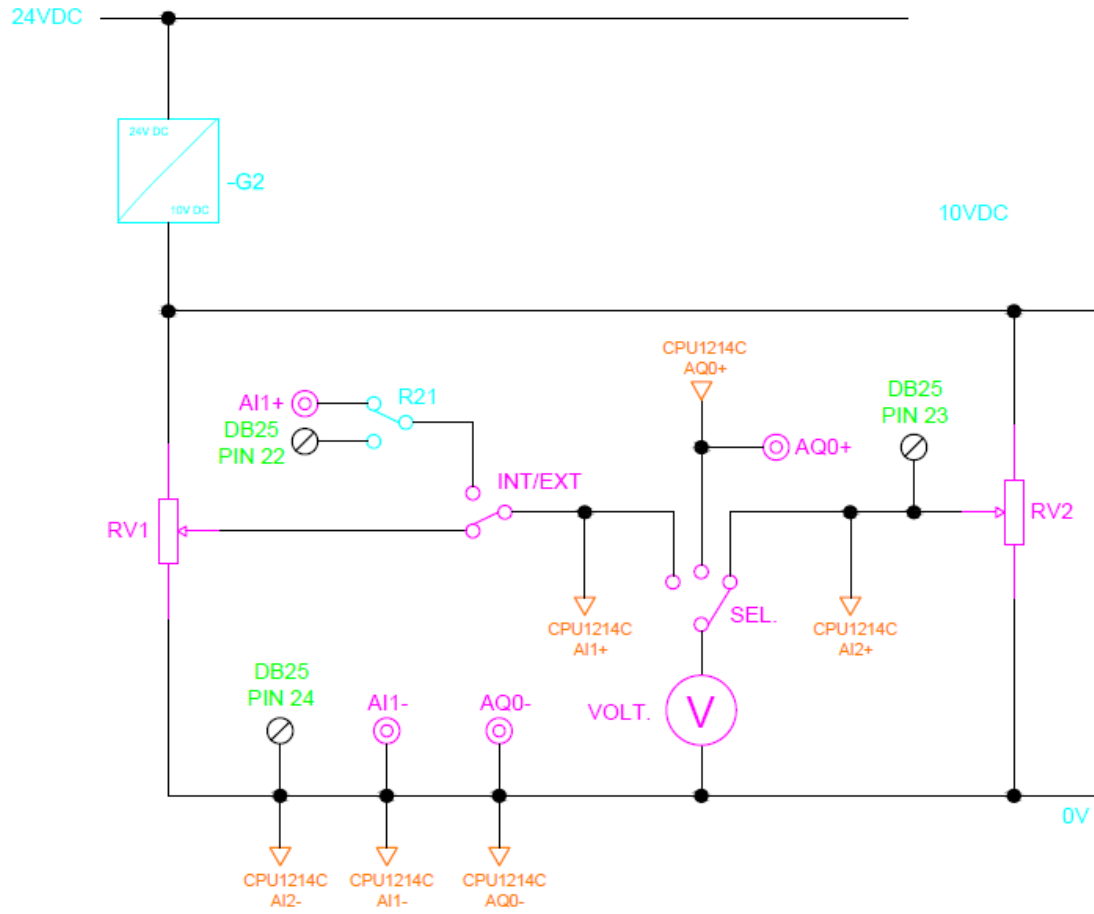 24VDC
24V DC
10V DC
-G2
10VDC
CPU1214C
AQ0+
AI1+
R21
DB25
PIN 22
DB25
PIN 23
AQ0+
INT/EXT
RV1
RV2
CPU1214C
AI1+
SEL.
CPU1214C
AI2+
DB25
PIN 24
AI1-
AQ0-
VOLT.
V
0V
CPU1214C
AI2-
CPU1214C
AI1-
CPU1214C
AQ0-